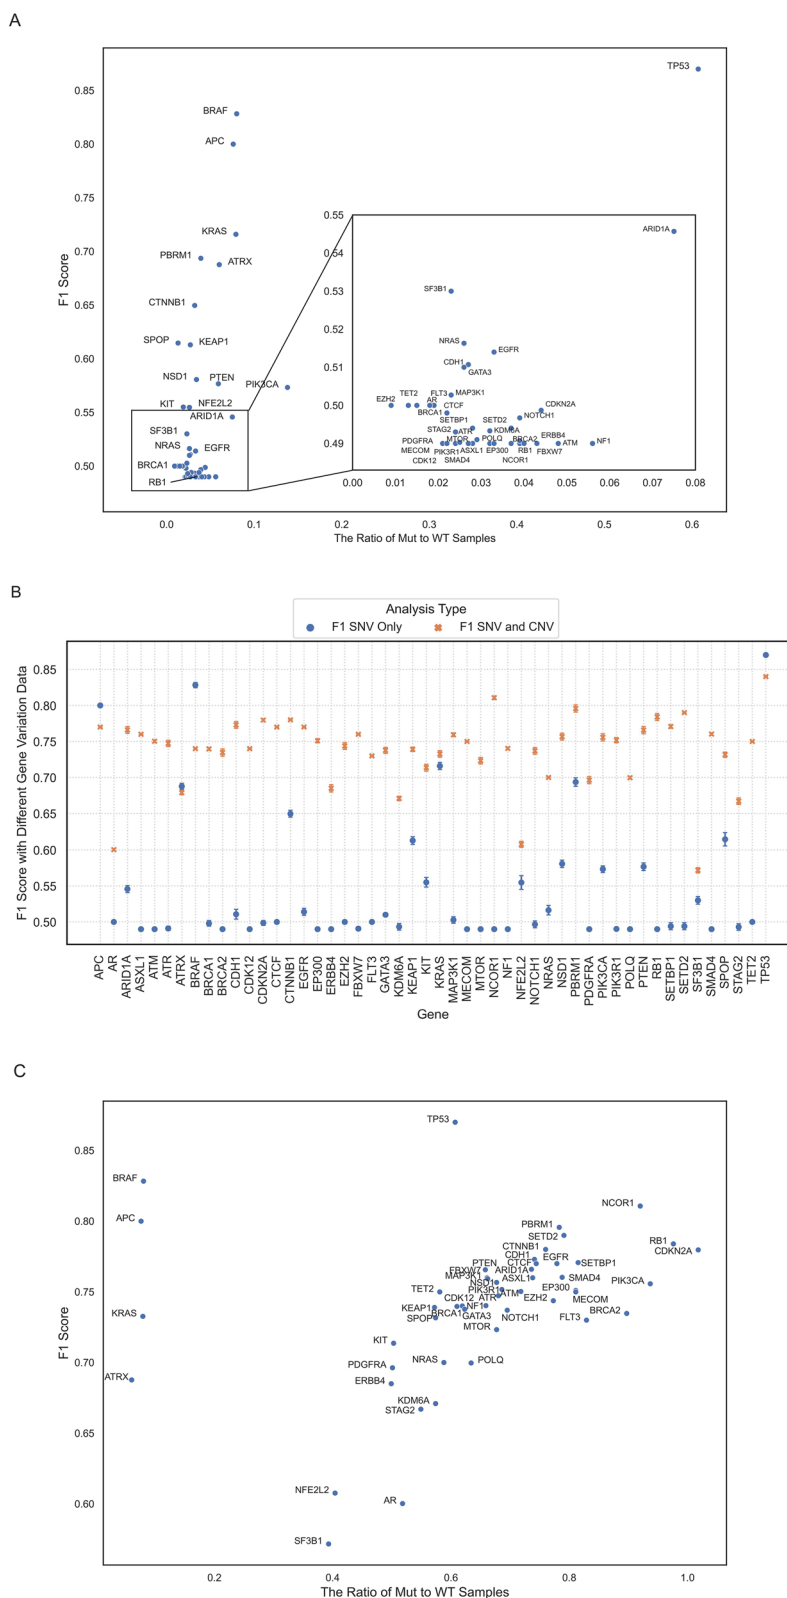 A
TP53
0.85
BRAF
APC
0.80
0.75
KRAS
PBRM1
ATRX
0.70
F1 Score
CTNNB1
0.65
SPOP
KEAP1
0.60
NSD1
PTEN
PIK3CA
0.55
KIT
NFE2L2
ARID1A
SF3B1
NRAS
EGFR
0.50
BRCA1
RB1
0.55
0.54
0.53
0.52
0.51
0.50
0.49
ARID1A
SF3B1
NRAS
EGFR
CDH1
GATA3
EZH2
TET2
FLT3
MAP3K1
AR
CTCF
BRCA1
CDKN2A
SETBP1
SETD2
NOTCH1
STAG2
ATR
KDM6A
PDGFRA
MTOR
POLQ
BRCA2
ERBB4
ATM
NF1
MECOM
PIK3R1
ASXL1
EP300
RB1
FBXW7
CDK12
SMAD4
NCOR1
0.00 0.01 0.02 0.03 0.04 0.05 0.06 0.07 0.08
0.0 0.1 0.2 0.3 0.4 0.5 0.6
The Ratio of Mut to WT Samples
B
Analysis Type
F1 SNV Only F1 SNV and CNV
F1 Score with Different Gene Variation Data
0.85
0.80
0.75
0.70
0.65
0.60
0.55
0.50
APC
AR
ARID1A
ASXL1
ATM
ATR
ATRX
BRAF
BRCA1
BRCA2
CDH1
CDK12
CDKN2A
CTCF
CTNNB1
EGFR
EP300
ERBB4
EZH2
FBXW7
FLT3
GATA3
KDM6A
KEAP1
KIT
KRAS
MAP3K1
MECOM
MTOR
NCOR1
NF1
NFE2L2
NOTCH1
NRAS
NSD1
PBRM1
PDGFRA
PIK3CA
PIK3R1
POLQ
PTEN
RB1
SETBP1
SETD2
SF3B1
SMAD4
SPOP
STAG2
TET2
TP53
Gene
C
TP53
0.85
BRAF
NCOR1
0.80
APC
PBRM1
SETD2
RB1
CDKN2A
CTNNB1
CDH1
PTEN
CTCF
EGFR
SETBP1
FBXW7
ARID1A
MAP3K1
ASXL1
SMAD4
NSD1
PIK3CA
0.75
TET2
PIK3R1
ATM
EP300
CDK12
ATR
EZH2
MECOM
KEAP1
BRCA1
NF1
BRCA2
KRAS
SPOP
GATA3
NOTCH1
FLT3
MTOR
F1 Score
KIT
0.70
PDGFRA
NRAS
POLQ
ATRX
ERBB4
KDM6A
STAG2
0.65
NFE2L2
0.60
AR
SF3B1
0.2 0.4 0.6 0.8 1.0
The Ratio of Mut to WT Samples